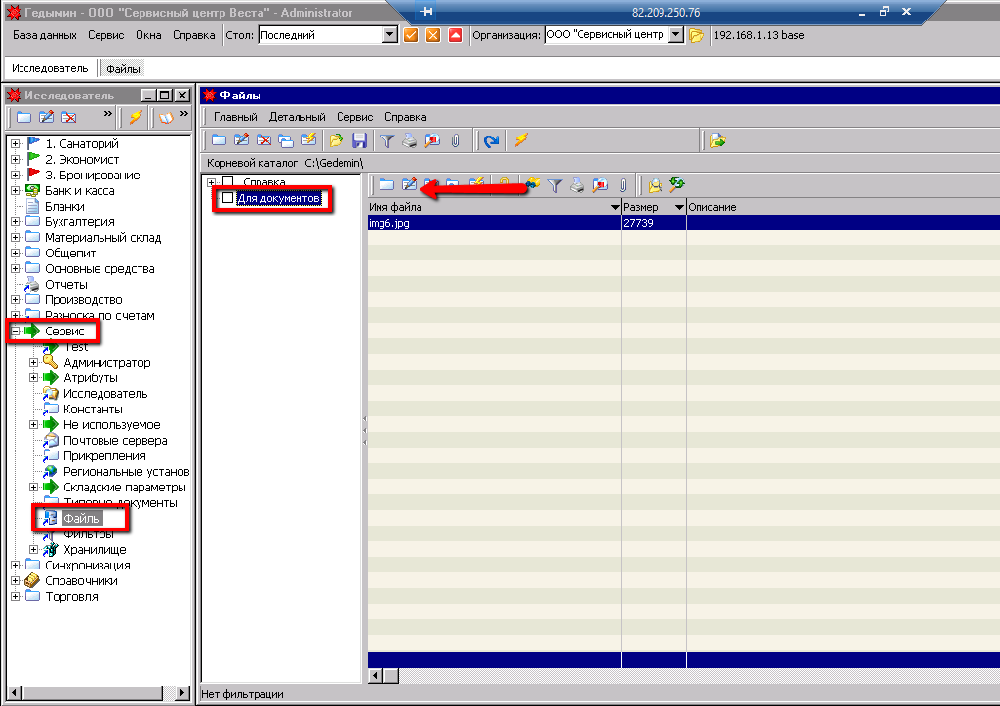 Гедымин - ООО "Сервисный центр Веста" - Administrator
82.209.250.76
База данных Сервис Окна Справка Стол: Последний Организация: ООО "Сервисный центр 192.168.1.13:base
Исследователь Файлы
Исследователь
1. Санаторий
2. Экономист
3. Бронирование
Банк и касса
Бланки
Бухгалтерия
Материальный склад
Общепит
Основные средства
Отчеты
Производство
Разноска по счетам
Сервис
Test
Администратор
Атрибуты
Исследователь
Константы
Не используемое
Почтовые сервера
Прикрепления
Региональные установ
Складские параметры
Типовые документы
Файлы
Фильтры
Хранилище
Синхронизация
Справочники
Торговля
Файлы
Главный Детальный Сервис Справка
Корневой каталог: C:\Gedemin\
Справка
Для документов
Имя файла Размер Описание
img6.jpg 27739
Нет фильтрации